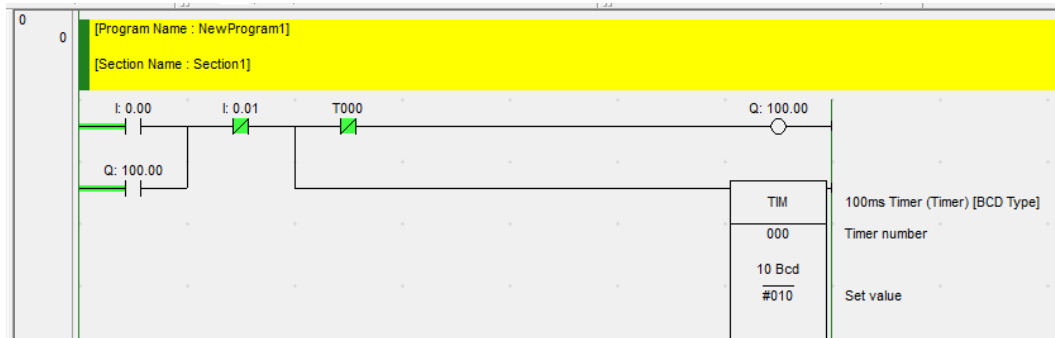 0
0
[Program Name : NewProgram1]
[Section Name : Section1]
I: 0.00 I: 0.01 T000 Q: 100.00
Q: 100.00
TIM 100ms Timer (Timer) [BCD Type]
000 Timer number
10 Bcd
#010 Set value